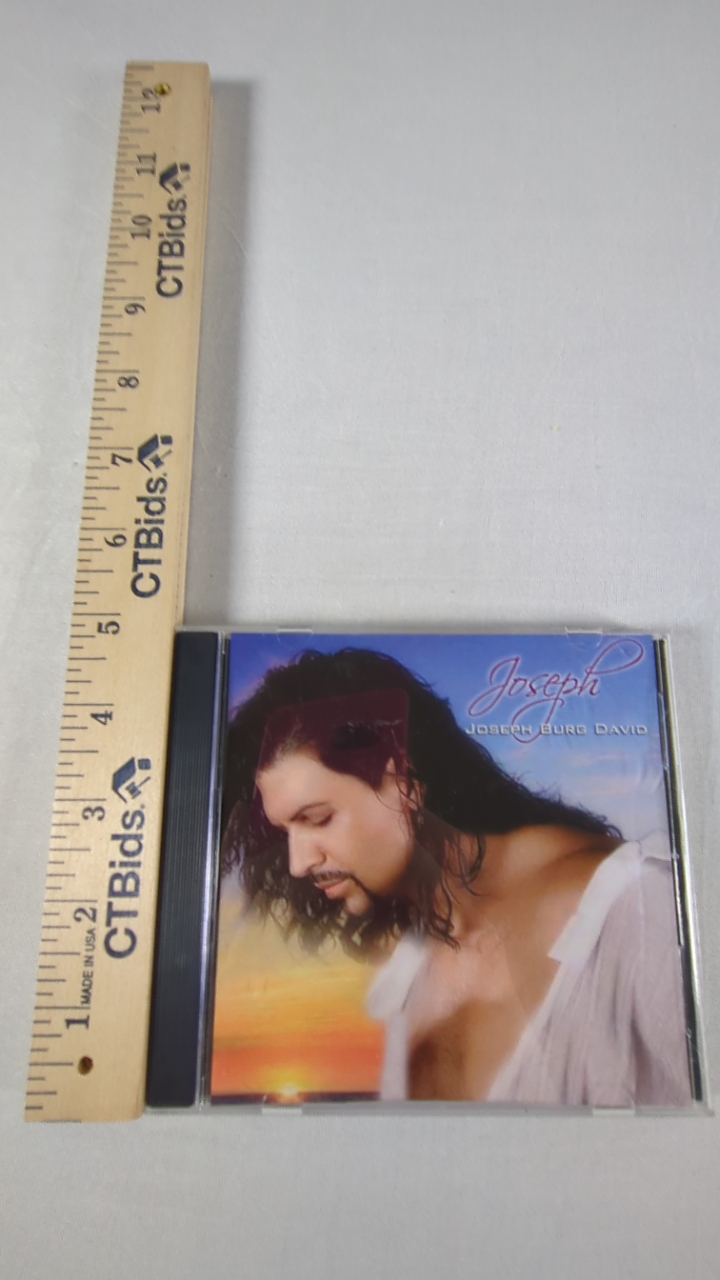 1 2 3 4 5 6 7 8 9 10 11 12
MADE IN USA
CTBids.
CTBids.
CTBids.
Joseph
JOSEPH BURG DAVID